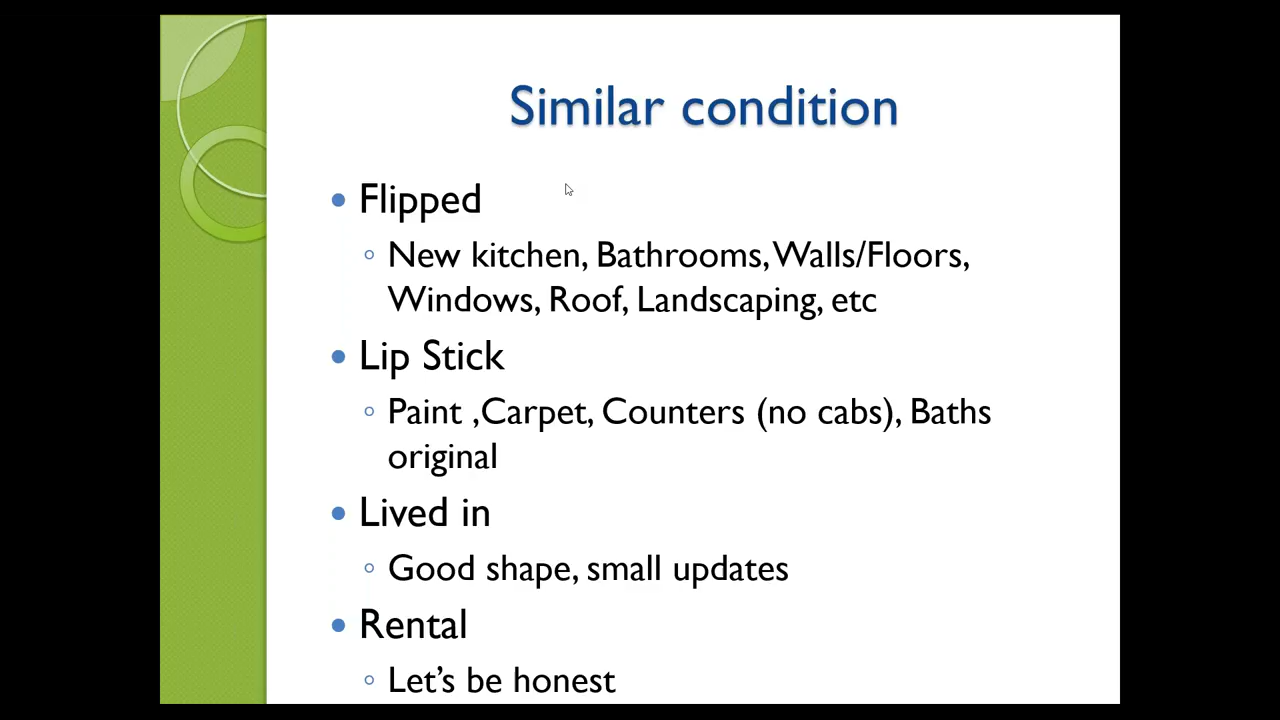 Similar condition
Flipped
New kitchen, Bathrooms, Walls/Floors,
Windows, Roof, Landscaping, etc
Lip Stick
Paint ,Carpet, Counters (no cabs), Baths
original
Lived in
Good shape, small updates
Rental
Let’s be honest